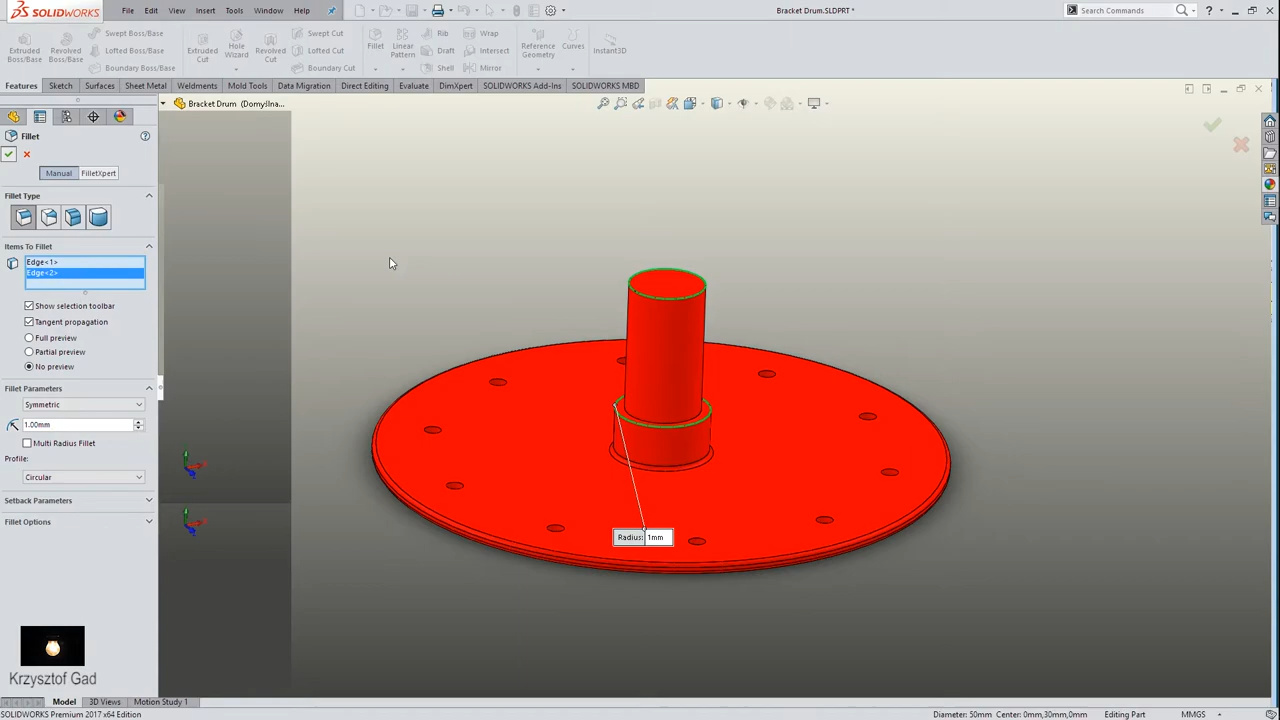 SOLIDWORKS File Edit View Insert Tools Window Help Bracket Drum.SLDPRT * Search Commands
Extruded Boss/Base Revolved Boss/Base Swept Boss/Base Lofted Boss/Base Boundary Boss/Base Extruded Cut Hole Wizard Revolved Cut Swept Cut Lofted Cut Boundary Cut Fillet Linear Pattern Rib Draft Shell Wrap Intersect Mirror Reference Geometry Curves Instant3D
Features Sketch Surfaces Sheet Metal Weldments Mold Tools Data Migration Direct Editing Evaluate DimXpert SOLIDWORKS Add-Ins SOLIDWORKS MBD
Bracket Drum (Domyślna...
Fillet
Manual FilletXpert
Fillet Type
Items To Fillet
Edge<1>
Edge<2>
Show selection toolbar
Tangent propagation
Full preview
Partial preview
No preview
Fillet Parameters
Symmetric
1.00mm
Multi Radius Fillet
Profile:
Circular
Setback Parameters
Fillet Options
Radius: 1mm
Krzysztof Gad
Model 3D Views Motion Study 1
SOLIDWORKS Premium 2017 x64 Edition Diameter: 50mm Center: 0mm,30mm,0mm Editing Part MMGS